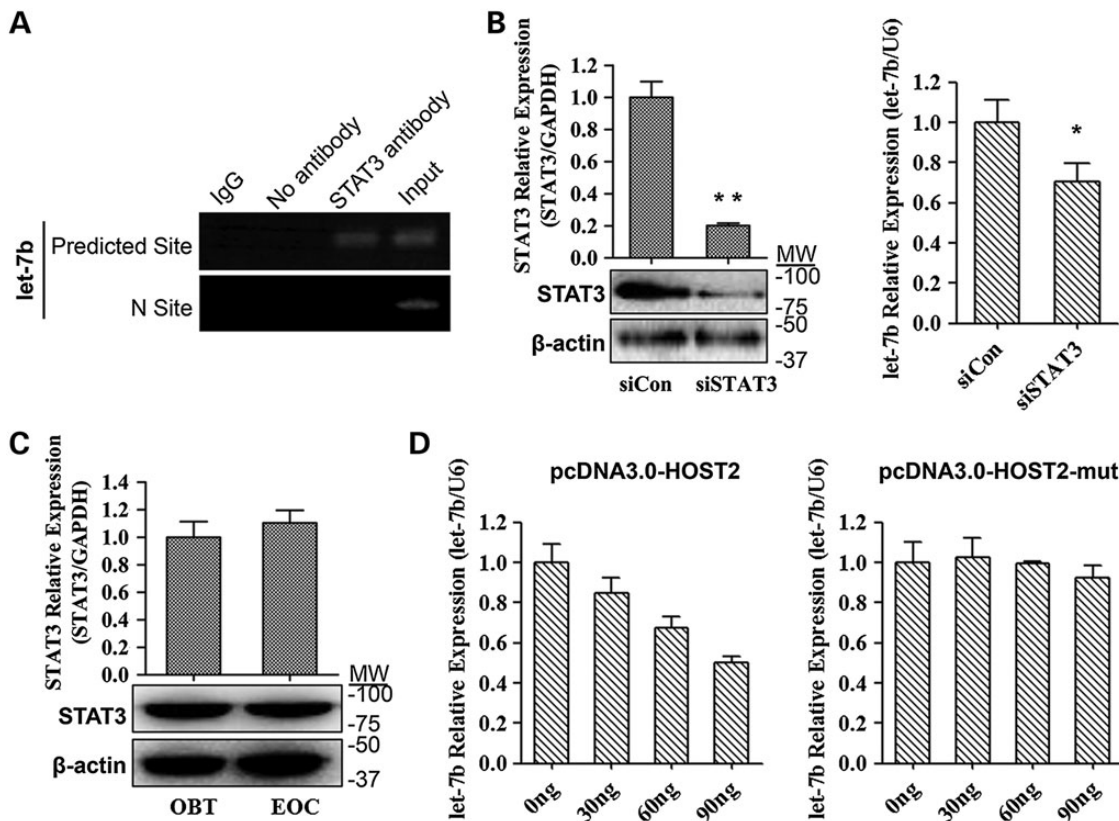 A
IgG
No antibody
STAT3 antibody
Input
let-7b
Predicted Site
N Site
B
STAT3 Relative Expression
(STAT3/GAPDH)
1.2
1.0
0.8
0.6
0.4
0.2
0.0
* *
MW
STAT3
-100
-75
β-actin
-50
-37
siCon
siSTAT3
let-7b Relative Expression (let-7b/U6)
1.2
1.0
0.8
0.6
0.4
0.2
0.0
*
siCon
siSTAT3
C
STAT3 Relative Expression
(STAT3/GAPDH)
1.4
1.2
1.0
0.8
0.6
0.4
0.2
0.0
MW
STAT3
-100
-75
β-actin
-50
-37
OBT
EOC
D
pcDNA3.0-HOST2
let-7b Relative Expression (let-7b/U6)
1.2
1.0
0.8
0.6
0.4
0.2
0.0
0ng
30ng
60ng
90ng
pcDNA3.0-HOST2-mut
let-7b Relative Expression (let-7b/U6)
1.2
1.0
0.8
0.6
0.4
0.2
0.0
0ng
30ng
60ng
90ng